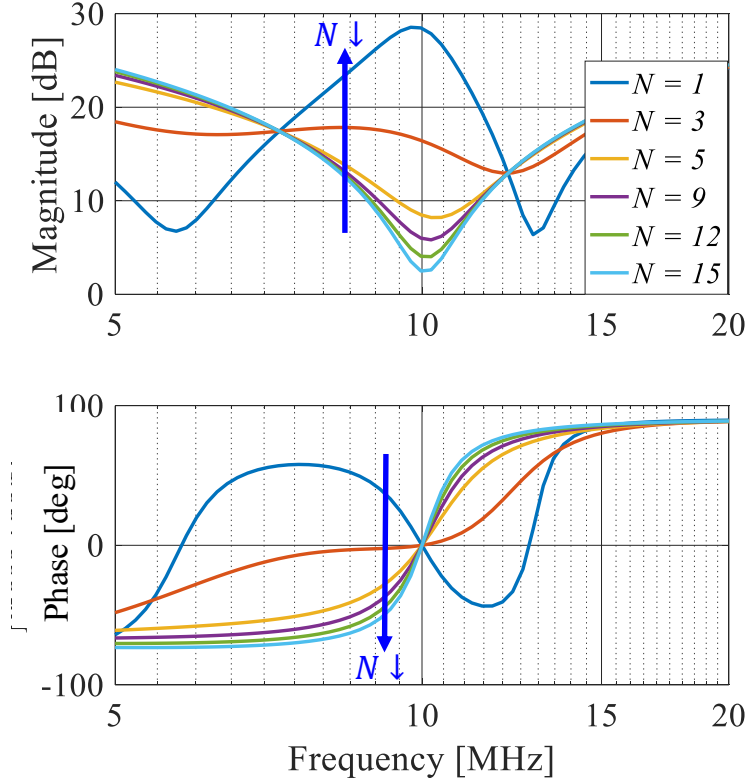 N ↓
30
20
10
0
Magnitude [dB]
N = 1
N = 3
N = 5
N = 9
N = 12
N = 15
5
10
15
20
100
0
-100
Phase [deg]
N ↓
5
10
15
20
Frequency [MHz]